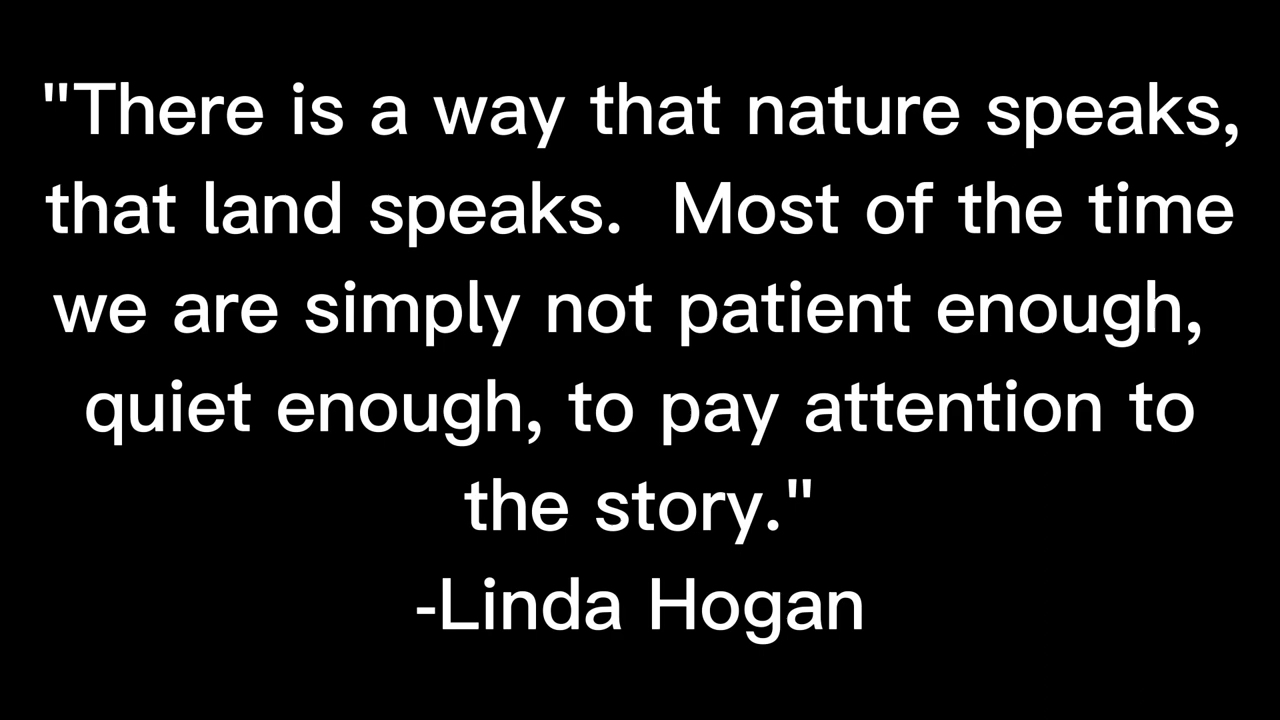 "There is a way that nature speaks,
that land speaks.  Most of the time
we are simply not patient enough,
quiet enough, to pay attention to
the story."
-Linda Hogan